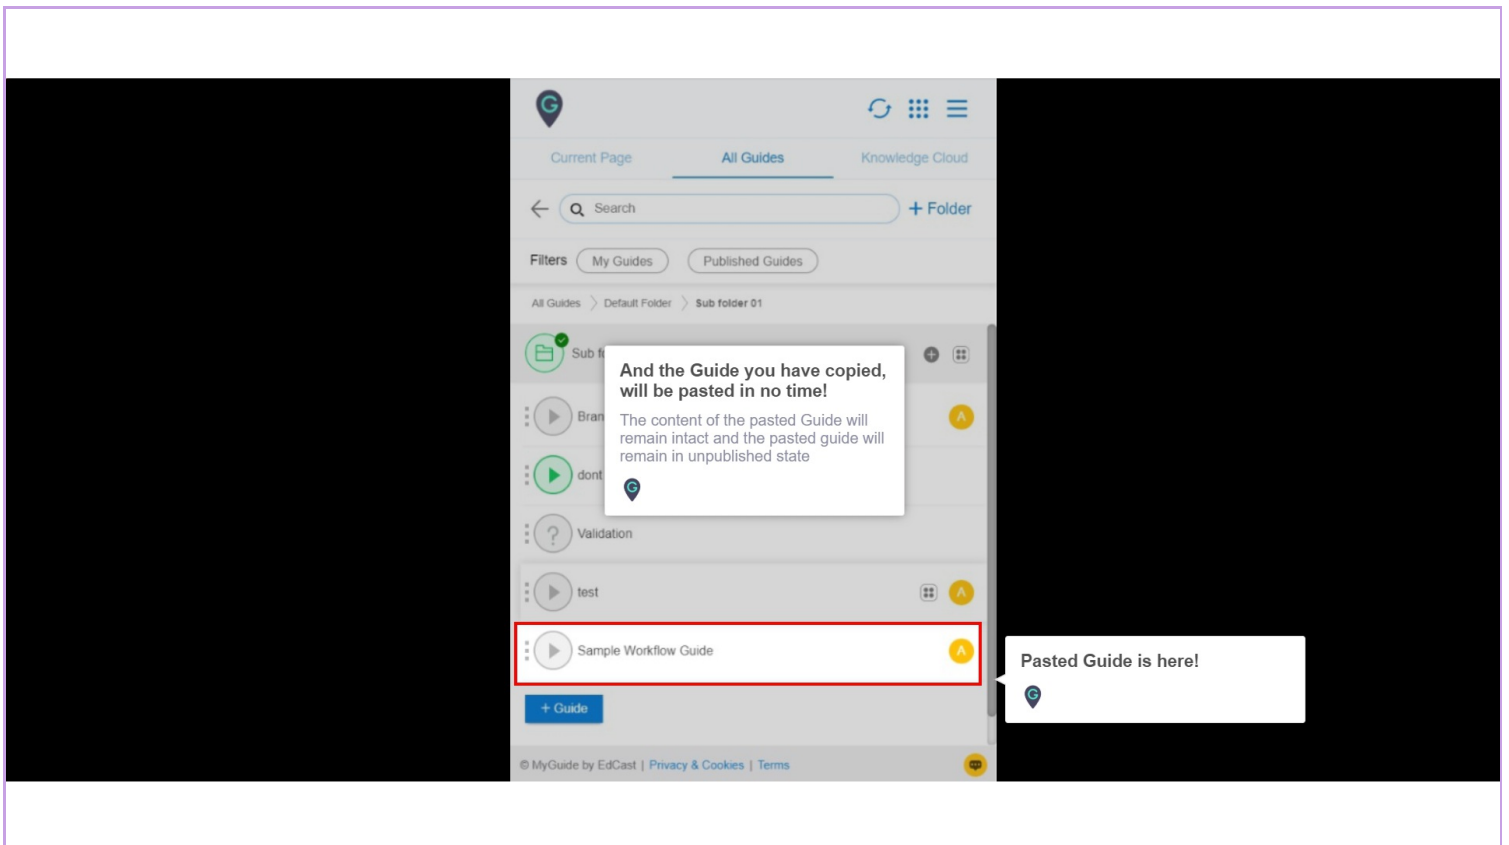 Current Page All Guides Knowledge Cloud
Search + Folder
Filters My Guides Published Guides
All Guides Default Folder Sub folder 01
Sub f
And the Guide you have copied,
will be pasted in no time!
The content of the pasted Guide will
remain intact and the pasted guide will
remain in unpublished state
Bran A
dont
Validation
test A
Sample Workflow Guide A
Pasted Guide is here!
+ Guide
© MyGuide by EdCast | Privacy & Cookies | Terms